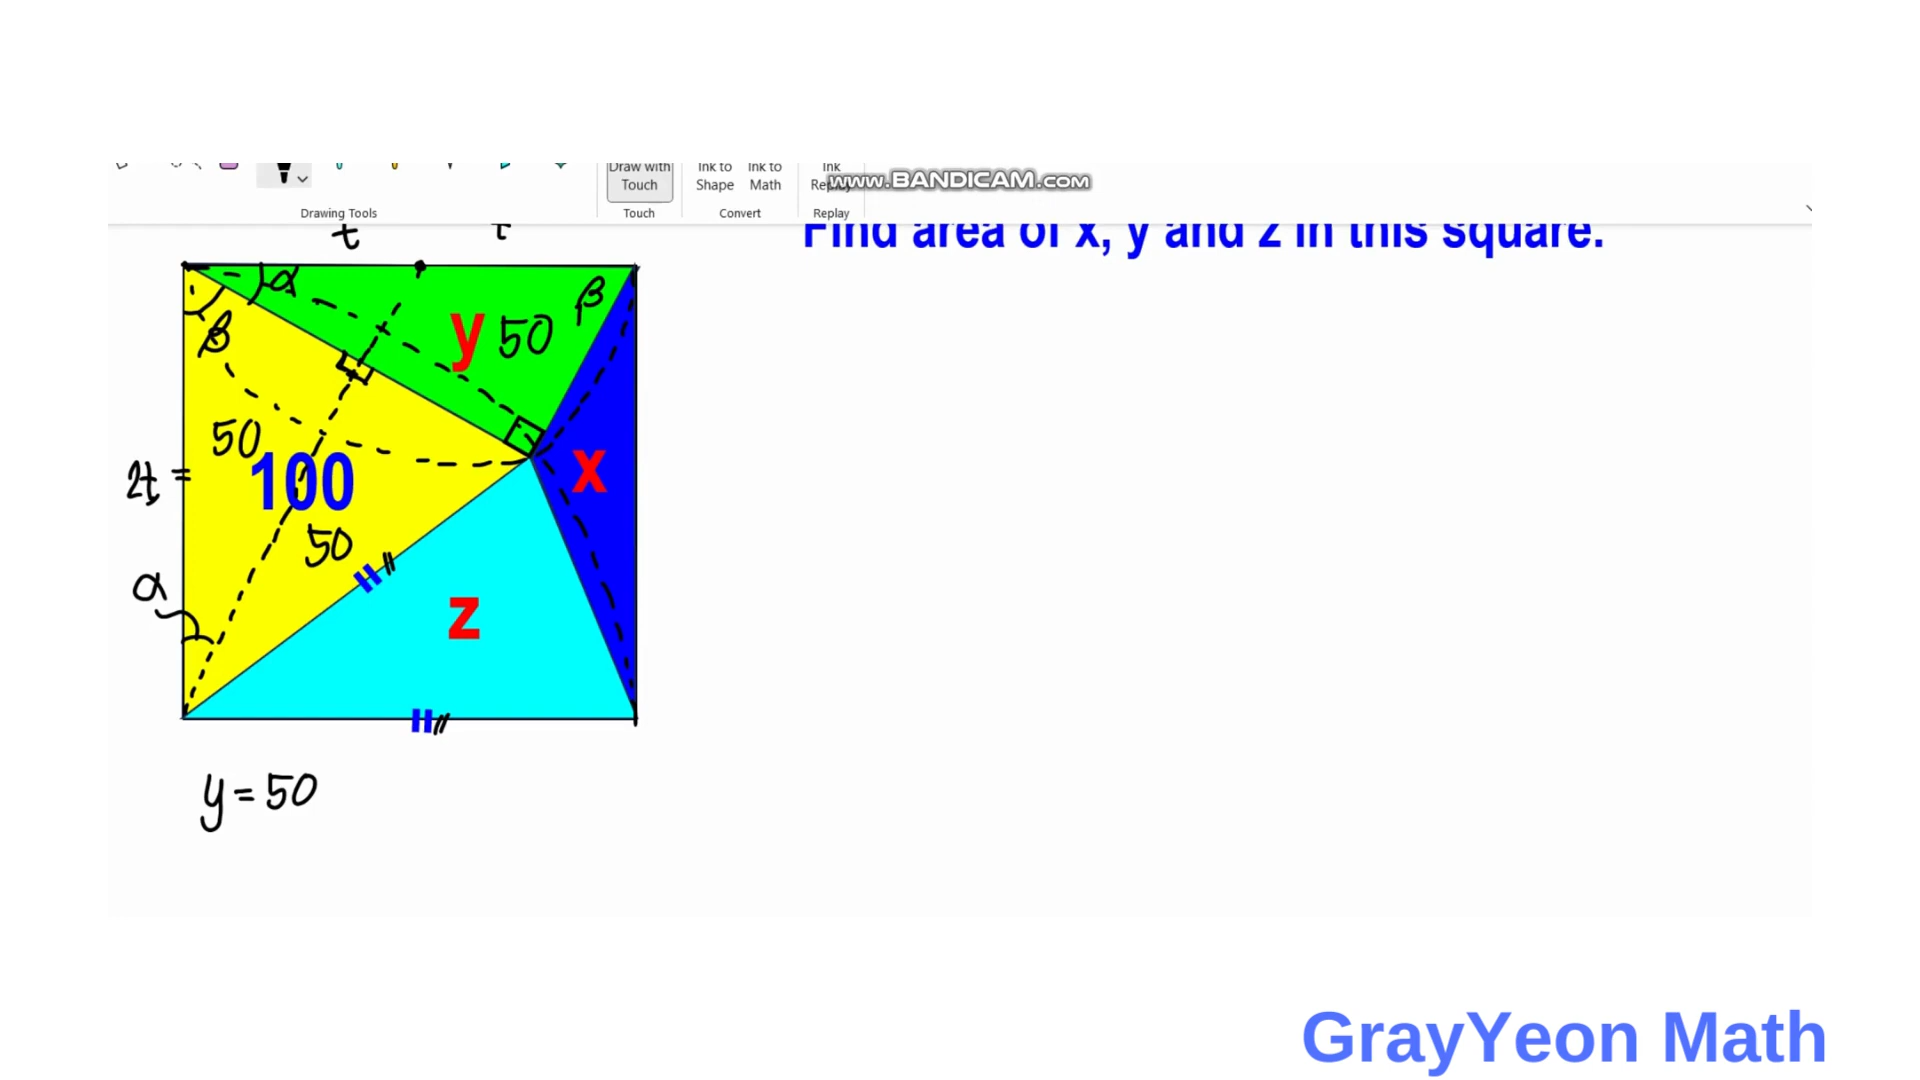 Draw with
Touch
Ink to
Shape
Ink to
Math
Ink
Replay
www.BANDICAM.com
Drawing Tools
Touch
Convert
Replay
t
t
Find area of x, y and z in this square.
α
β
y 50
β
50
100
x
2t =
50
α
z
y = 50
GrayYeon Math